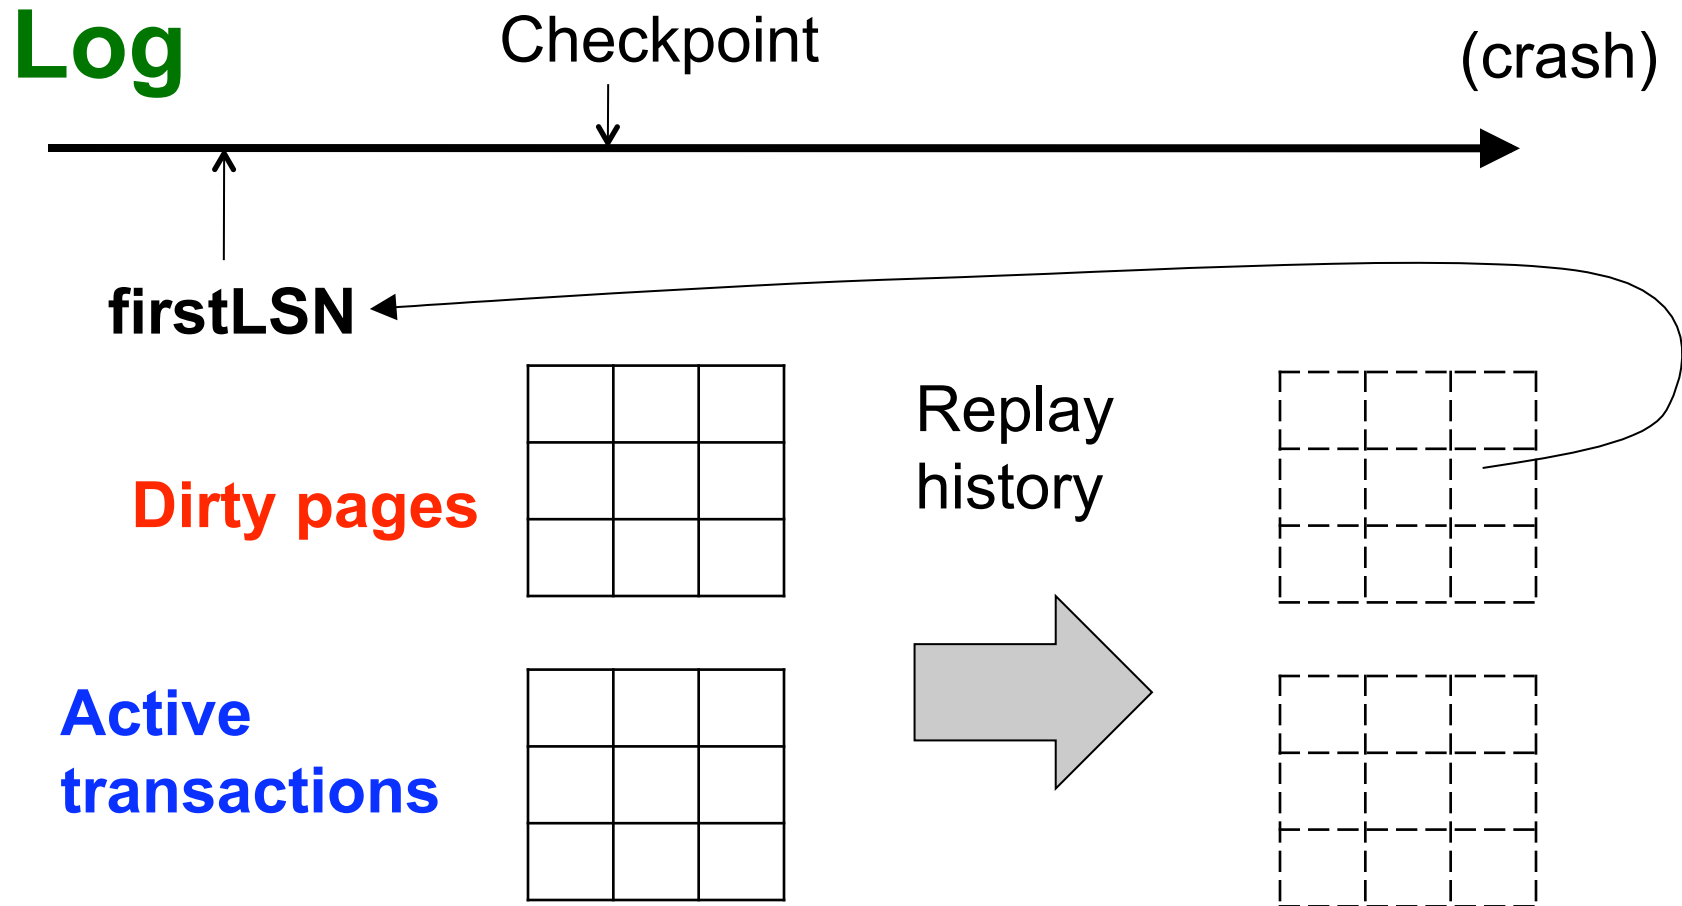 Log
Checkpoint
(crash)
firstLSN
Replay
history
Dirty pages
Active
transactions